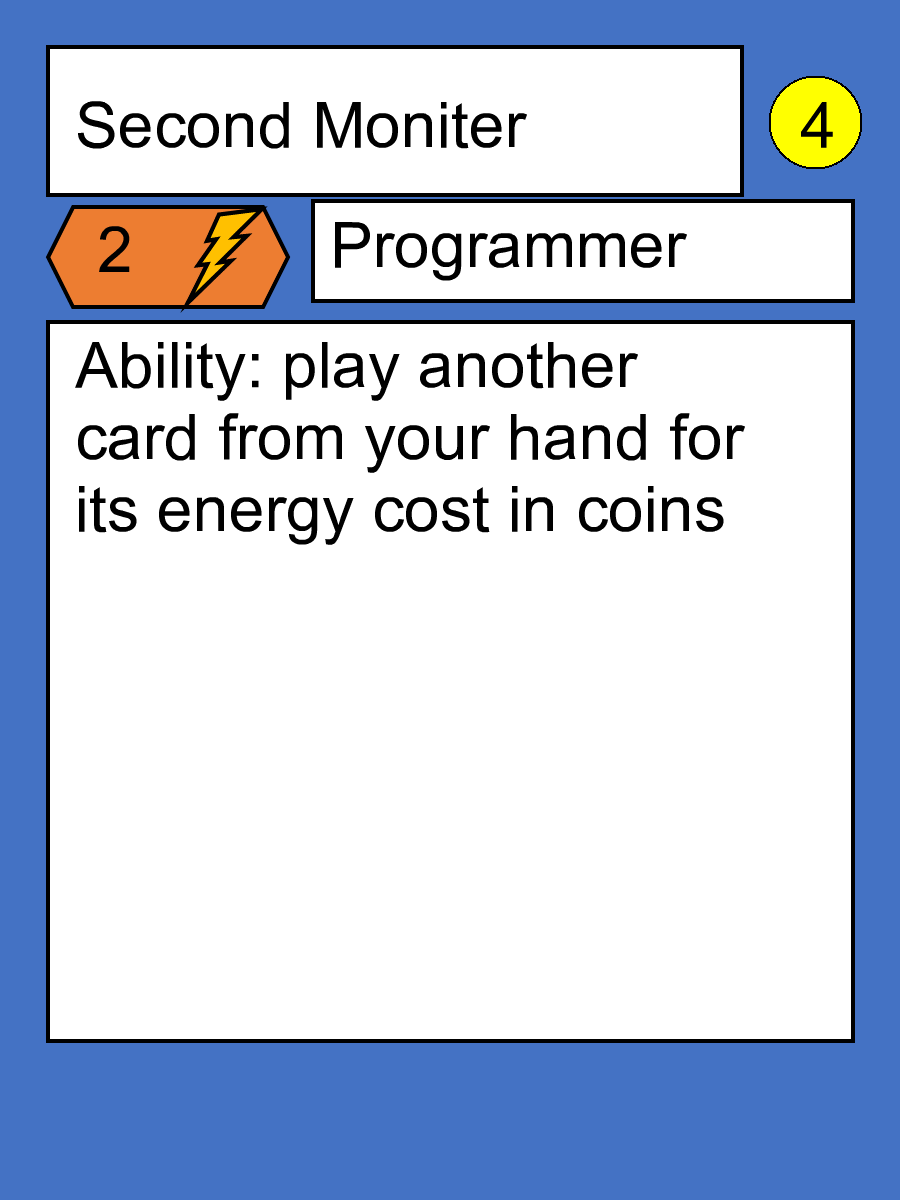 Second Moniter
4
2
Programmer
Ability: play another
card from your hand for
its energy cost in coins